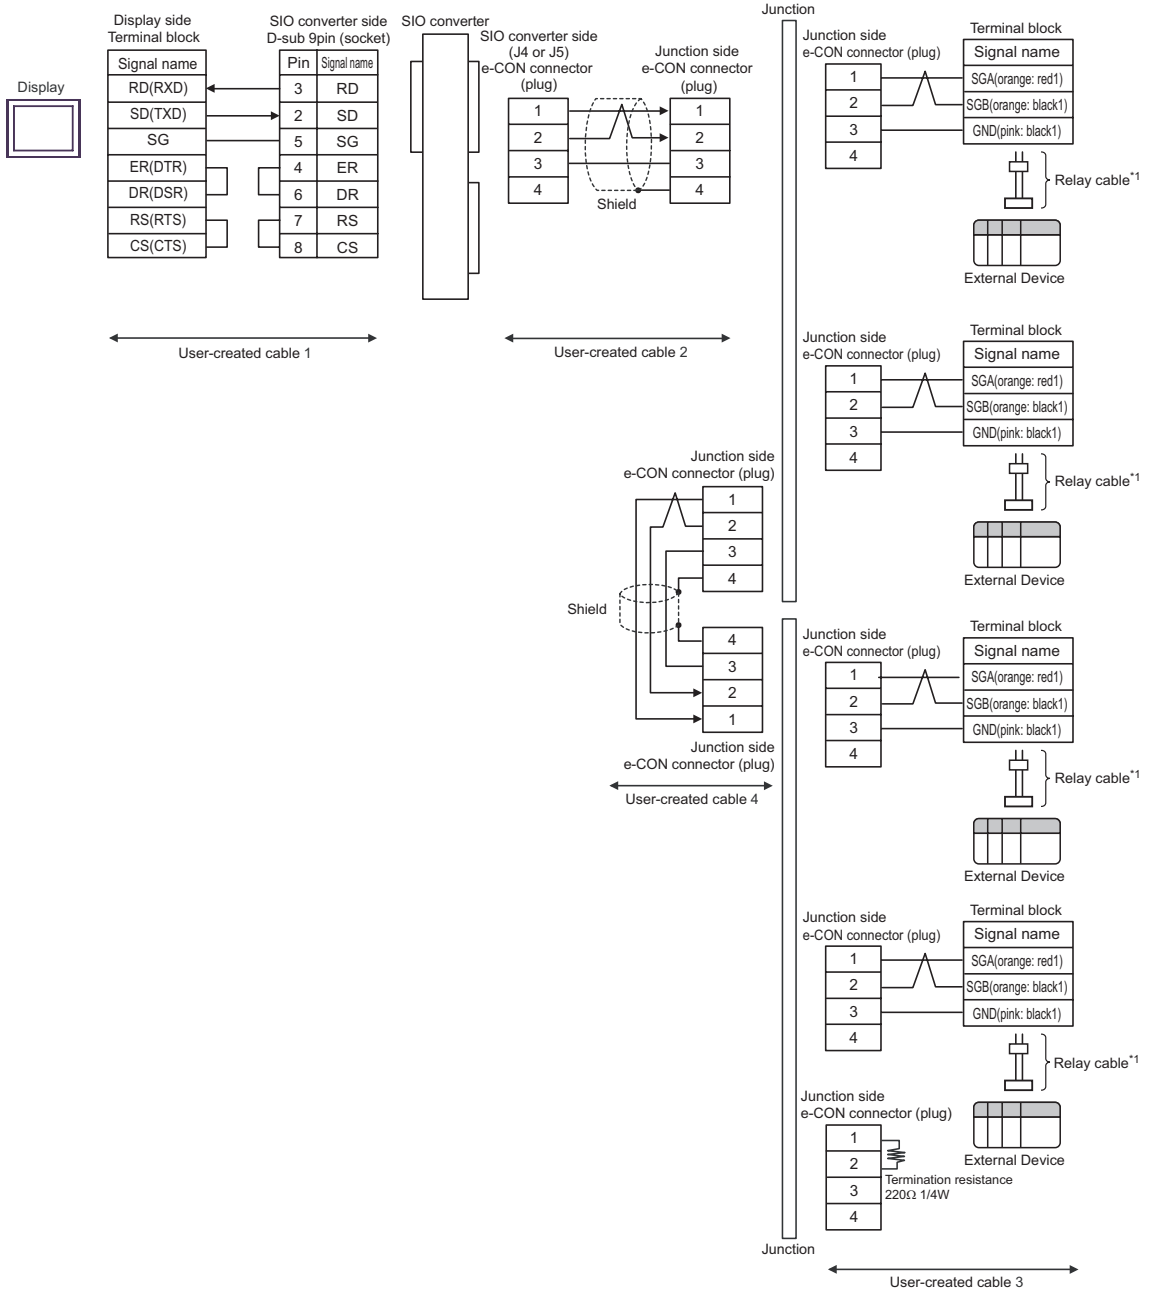 Display
Display side
Terminal block
Signal name
RD(RXD)
SD(TXD)
SG
ER(DTR)
DR(DSR)
RS(RTS)
CS(CTS)
SIO converter side
D-sub 9pin (socket)
Pin Signal name
3 RD
2 SD
5 SG
4 ER
6 DR
7 RS
8 CS
User-created cable 1
SIO converter
SIO converter side
(J4 or J5)
e-CON connector
(plug)
1
2
3
4
Shield
Junction side
e-CON connector
(plug)
1
2
3
4
User-created cable 2
Junction side
e-CON connector (plug)
1
2
3
4
Shield
4
3
2
1
Junction side
e-CON connector (plug)
User-created cable 4
Junction
Junction side
e-CON connector (plug)
1
2
3
4
Terminal block
Signal name
SGA(orange: red1)
SGB(orange: black1)
GND(pink: black1)
Relay cable*1
External Device
Junction side
e-CON connector (plug)
1
2
3
4
Terminal block
Signal name
SGA(orange: red1)
SGB(orange: black1)
GND(pink: black1)
Relay cable*1
External Device
Junction side
e-CON connector (plug)
1
2
3
4
Terminal block
Signal name
SGA(orange: red1)
SGB(orange: black1)
GND(pink: black1)
Relay cable*1
External Device
Junction side
e-CON connector (plug)
1
2
3
4
Terminal block
Signal name
SGA(orange: red1)
SGB(orange: black1)
GND(pink: black1)
Relay cable*1
External Device
Junction side
e-CON connector (plug)
1
2
3
4
Termination resistance
220Ω 1/4W
Junction
User-created cable 3